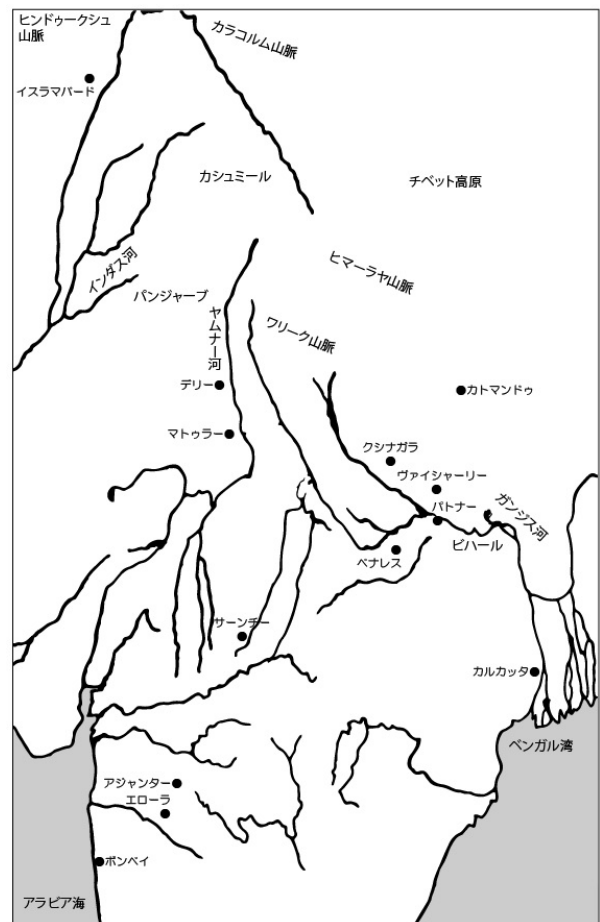 ヒンドゥークシュ
山脈
カラコルム山脈
イスラマバード
カシュミール
チベット高原
インダス河
ヒマーラヤ山脈
パンジャーブ
ヤムナー河
ワリーク山脈
デリー
カトマンドゥ
マトゥラー
クシナガラ
ヴァイシャーリー
パトナー
ガンジス河
ビハール
ベナレス
サーンチー
カルカッタ
ベンガル湾
アジャンター
エローラ
ボンベイ
アラビア海